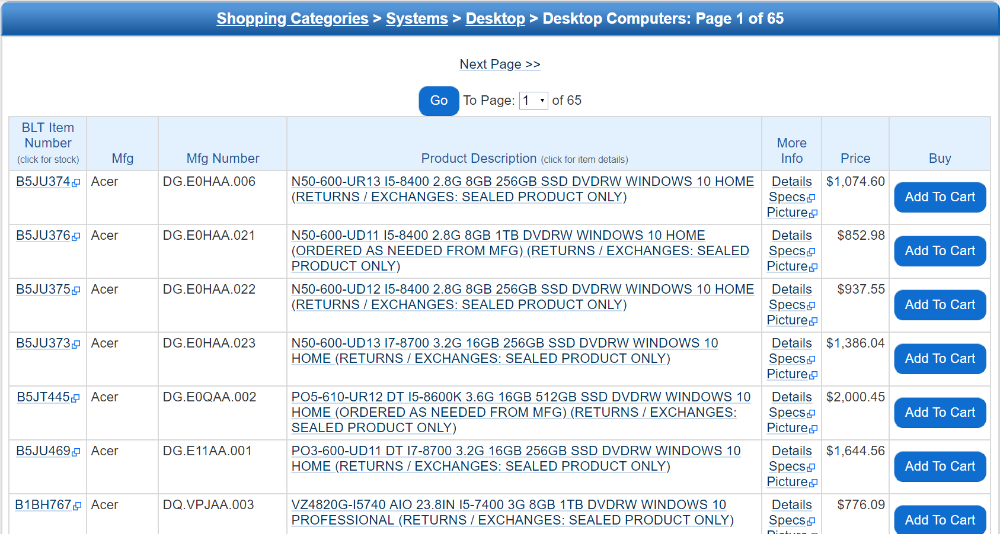 Shopping Categories > Systems > Desktop > Desktop Computers: Page 1 of 65
Next Page >>
Go To Page: 1 of 65
BLT Item
Number
(click for stock)
Mfg
Mfg Number
Product Description (click for item details)
More
Info
Price
Buy
B5JU374
Acer
DG.E0HAA.006
N50-600-UR13 I5-8400 2.8G 8GB 256GB SSD DVDRW WINDOWS 10 HOME
(RETURNS / EXCHANGES: SEALED PRODUCT ONLY)
Details
Specs
Picture
$1,074.60
Add To Cart
B5JU376
Acer
DG.E0HAA.021
N50-600-UD11 I5-8400 2.8G 8GB 1TB DVDRW WINDOWS 10 HOME
(ORDERED AS NEEDED FROM MFG) (RETURNS / EXCHANGES: SEALED
PRODUCT ONLY)
Details
Specs
Picture
$852.98
Add To Cart
B5JU375
Acer
DG.E0HAA.022
N50-600-UD12 I5-8400 2.8G 8GB 256GB SSD DVDRW WINDOWS 10 HOME
(RETURNS / EXCHANGES: SEALED PRODUCT ONLY)
Details
Specs
Picture
$937.55
Add To Cart
B5JU373
Acer
DG.E0HAA.023
N50-600-UD13 I7-8700 3.2G 16GB 256GB SSD DVDRW WINDOWS 10
HOME (RETURNS / EXCHANGES: SEALED PRODUCT ONLY)
Details
Specs
Picture
$1,386.04
Add To Cart
B5JT445
Acer
DG.E0QAA.002
PO5-610-UR12 DT I5-8600K 3.6G 16GB 512GB SSD DVDRW WINDOWS 10
HOME (ORDERED AS NEEDED FROM MFG) (RETURNS / EXCHANGES:
SEALED PRODUCT ONLY)
Details
Specs
Picture
$2,000.45
Add To Cart
B5JU469
Acer
DG.E11AA.001
PO3-600-UD11 DT I7-8700 3.2G 16GB 256GB SSD DVDRW WINDOWS 10
HOME (RETURNS / EXCHANGES: SEALED PRODUCT ONLY)
Details
Specs
Picture
$1,644.56
Add To Cart
B1BH767
Acer
DQ.VPJAA.003
VZ4820G-I5740 AIO 23.8IN I5-7400 3G 8GB 1TB DVDRW WINDOWS 10
PROFESSIONAL (RETURNS / EXCHANGES: SEALED PRODUCT ONLY)
Details
Specs
$776.09
Add To Cart